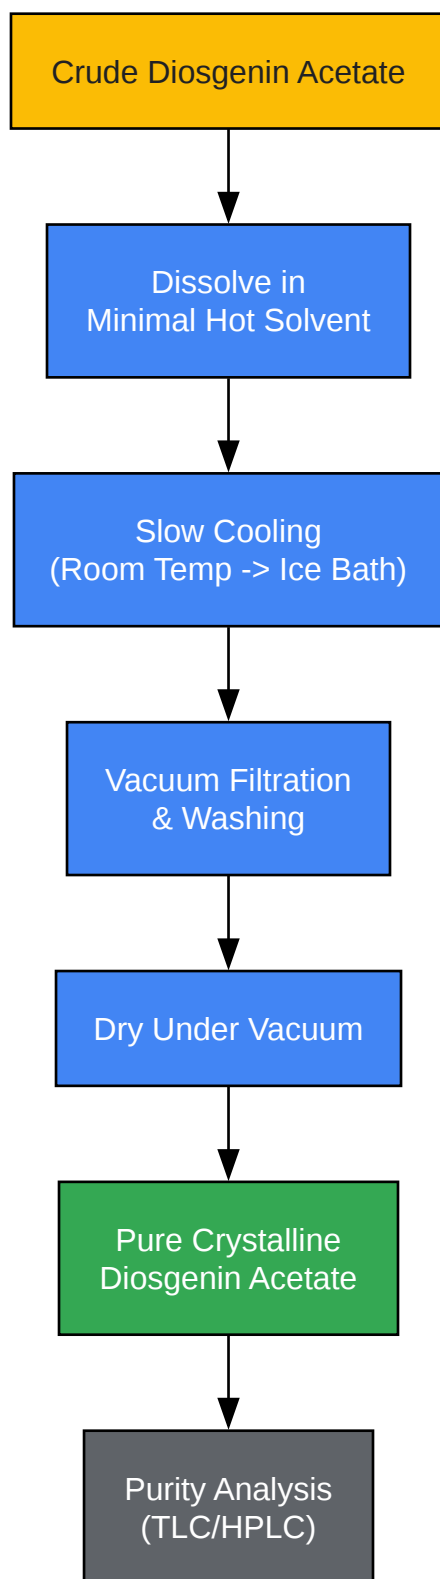 Crude Diosgenin Acetate
Dissolve in
Minimal Hot Solvent
Slow Cooling
(Room Temp -> Ice Bath)
Vacuum Filtration
& Washing
Dry Under Vacuum
Pure Crystalline
Diosgenin Acetate
Purity Analysis
(TLC/HPLC)